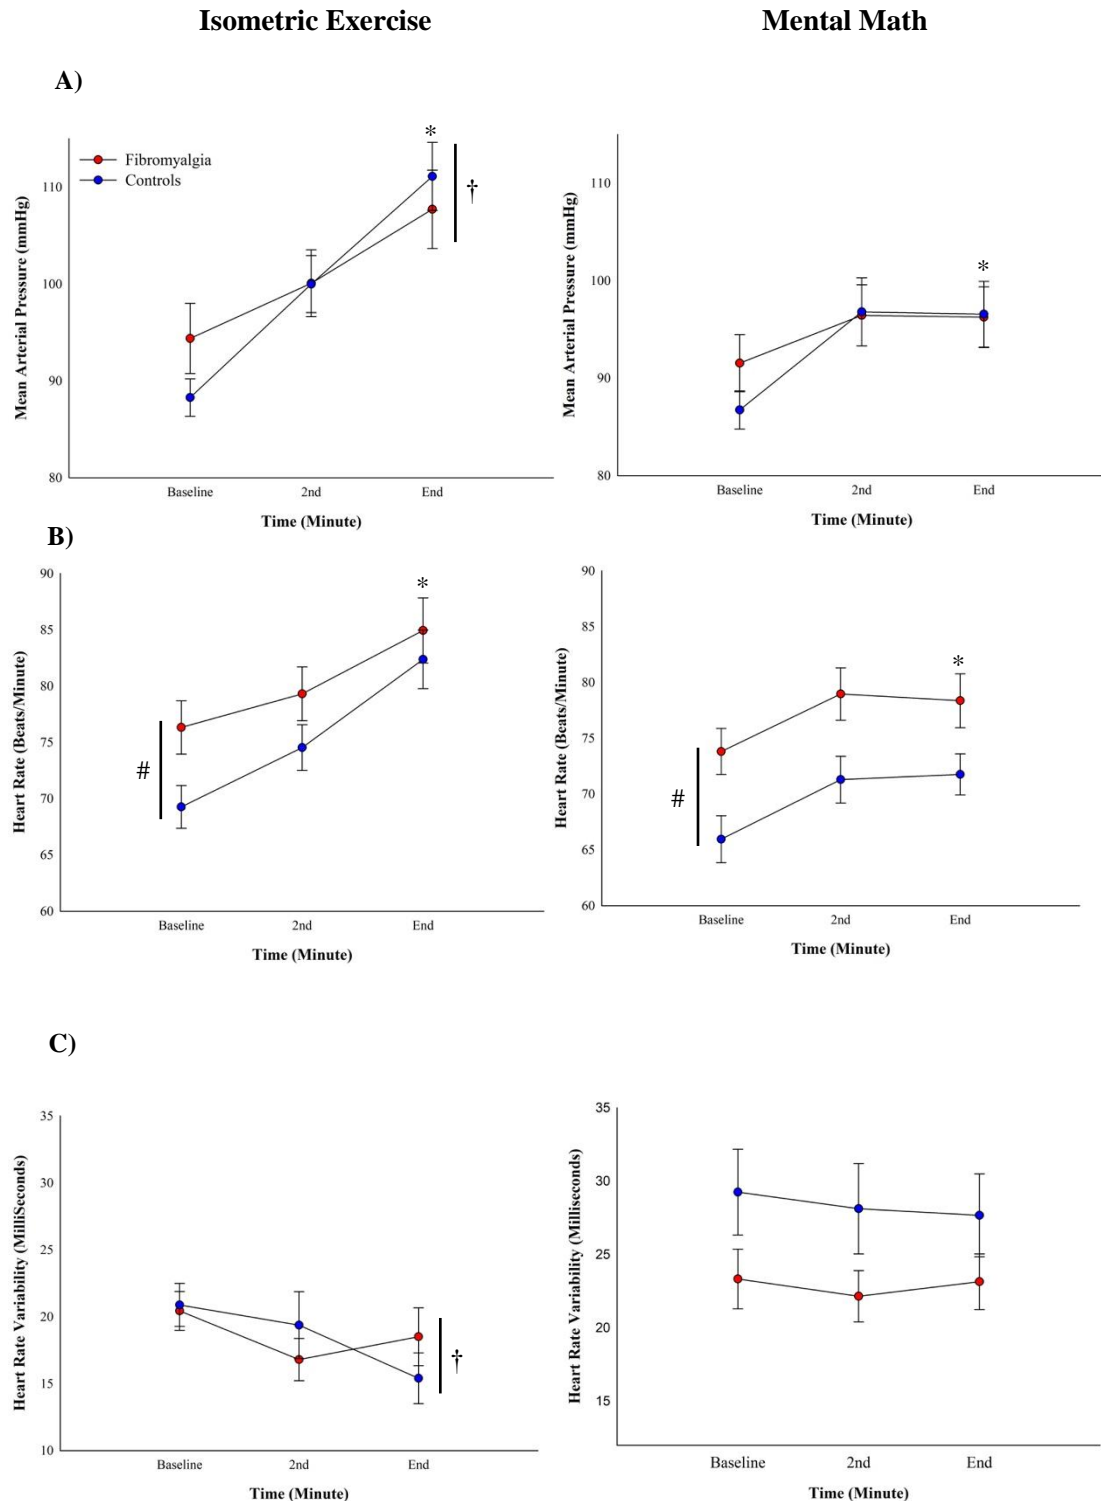 Isometric Exercise
Mental Math
A)
*
†
Fibromyalgia
Controls
110
100
90
80
Mean Arterial Pressure (mmHg)
Baseline 2nd End
Time (Minute)
*
110
100
90
80
Mean Arterial Pressure (mmHg)
Baseline 2nd End
Time (Minute)
B)
*
#
90
85
80
75
70
65
60
Heart Rate (Beats/Minute)
Baseline 2nd End
Time (Minute)
*
#
90
85
80
75
70
65
60
Heart Rate (Beats/Minute)
Baseline 2nd End
Time (Minute)
C)
†
35
30
25
20
15
10
Heart Rate Variability (MilliSeconds)
Baseline 2nd End
Time (Minute)
35
30
25
20
15
Heart Rate Variability (Milliseconds)
Baseline 2nd End
Time (Minute)